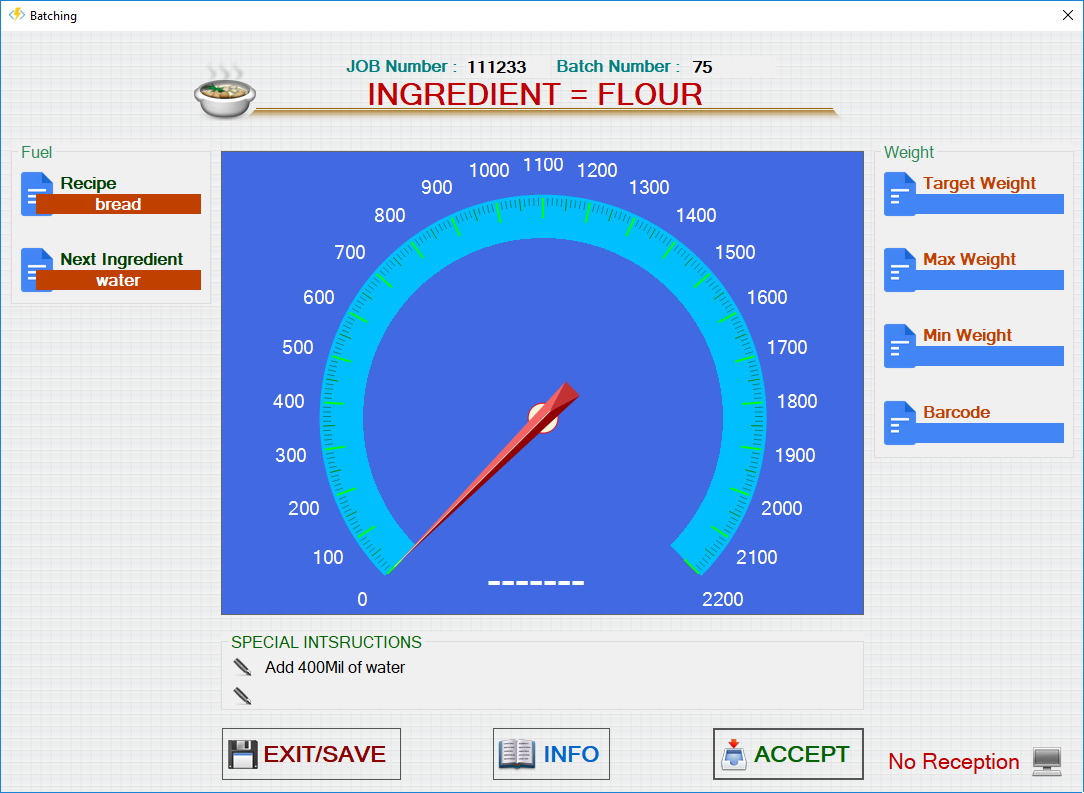 Batching
JOB Number : 111233 Batch Number : 75
INGREDIENT = FLOUR
Fuel
Recipe
bread
Next Ingredient
water
0
100
200
300
400
500
600
700
800
900
1000
1100
1200
1300
1400
1500
1600
1700
1800
1900
2000
2100
2200
-------
Weight
Target Weight
Max Weight
Min Weight
Barcode
SPECIAL INTSRUCTIONS
Add 400Mil of water
EXIT/SAVE
INFO
ACCEPT
No Reception